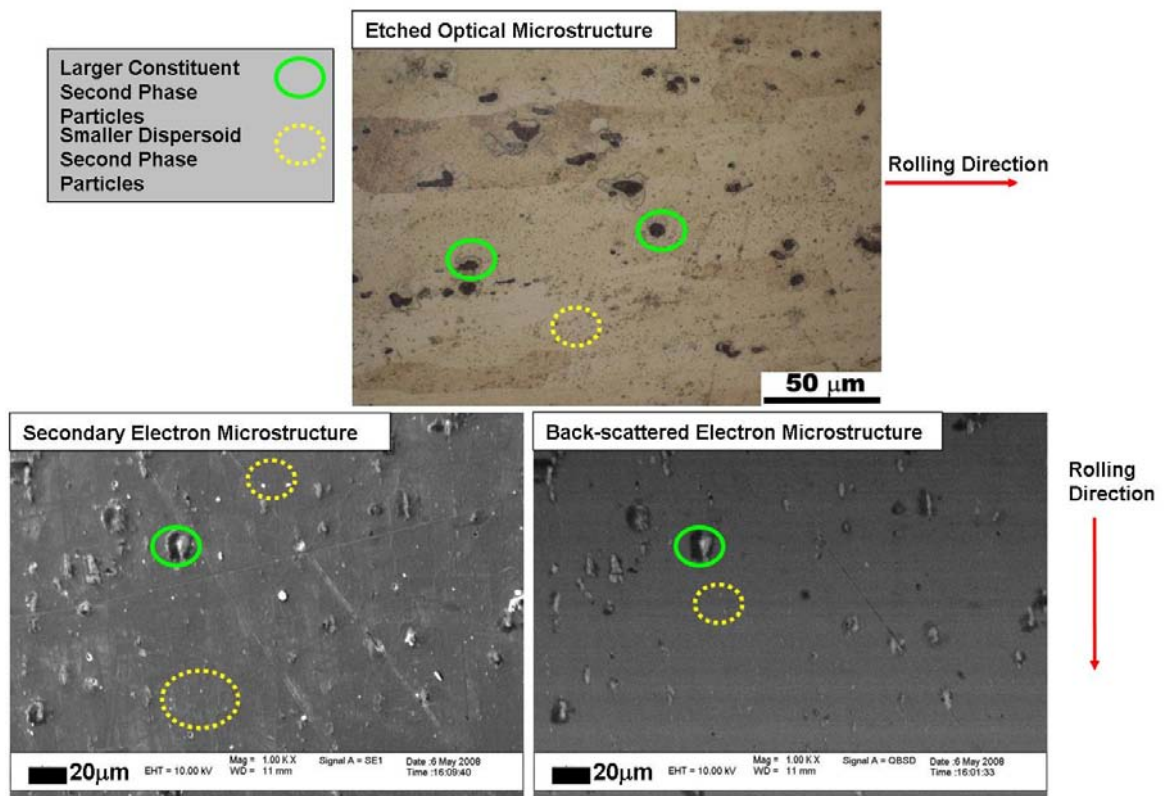 Etched Optical Microstructure
Larger Constituent
Second Phase
Particles
Smaller Dispersoid
Second Phase
Particles
Rolling Direction
50 µm
Secondary Electron Microstructure
Back-scattered Electron Microstructure
Rolling
Direction
20µm
EHT = 10.00 kV
Mag = 1.00 K X
WD = 11 mm
Signal A = SE1
Date :6 May 2008
Time :16:09:40
20µm
EHT = 10.00 kV
Mag = 1.00 K X
WD = 11 mm
Signal A = QBSD
Date :6 May 2008
Time :16:01:33